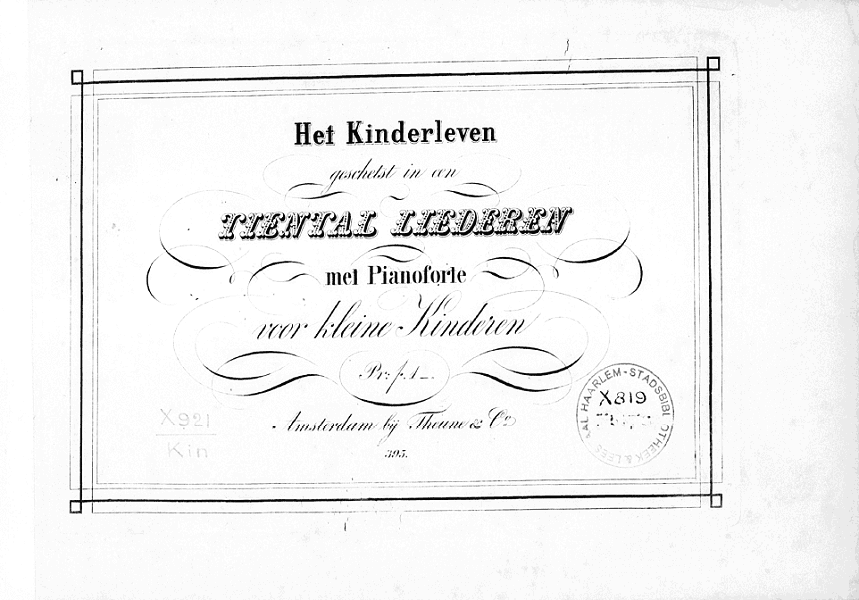 Het Kinderleven
geschetst in een
TIENTAL LIEDEREN
met Pianoforte
voor kleine Kinderen
Pr: f 1_.
Amsterdam bij Theune & Co
395.
X921
Kin
HAARLEM-STADSBIBLIOTHEEK & LEESZAAL
X819